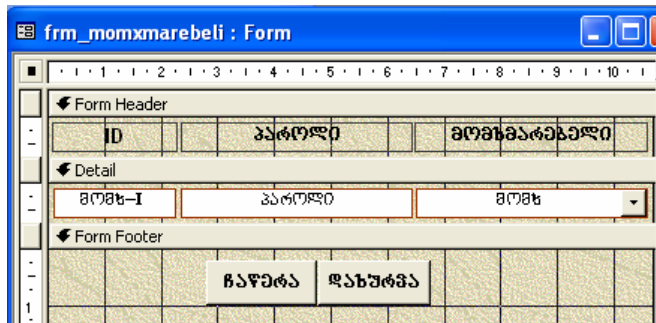 frm_momxmarebeli : Form
1 2 3 4 5 6 7 8 9 10
Form Header
ID პაროლი მომხმარებელი
Detail
მომხ-I პაროლი მომხ
Form Footer
ჩაწერა დახურვა
1